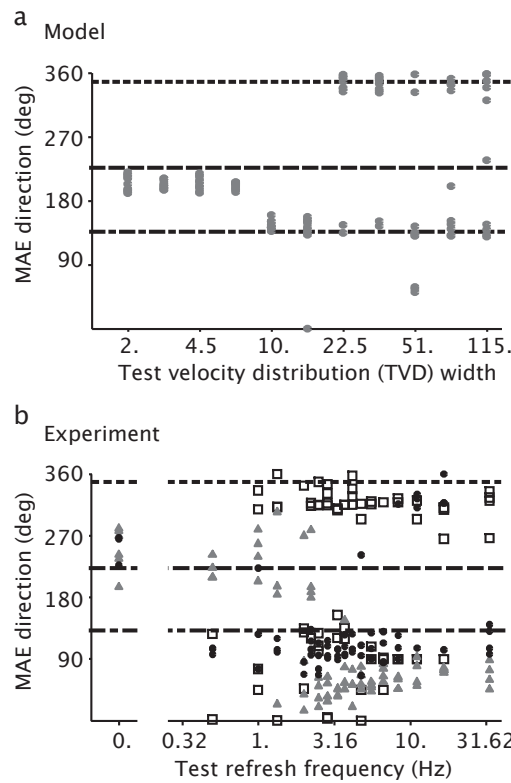 a
Model
360
270
180
90
MAE direction (deg)
2. 4.5 10. 22.5 51. 115.
Test velocity distribution (TVD) width
b
Experiment
360
270
180
90
MAE direction (deg)
0. 0.32 1. 3.16 10. 31.62
Test refresh frequency (Hz)